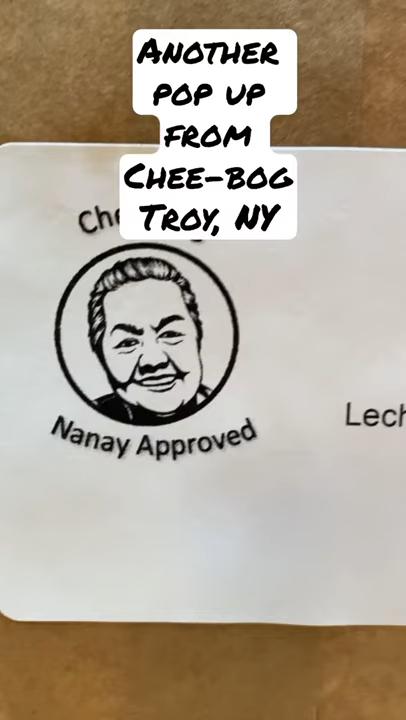 ANOTHER
POP UP
FROM
CHEE-BOG
TROY, NY
Nanay Approved